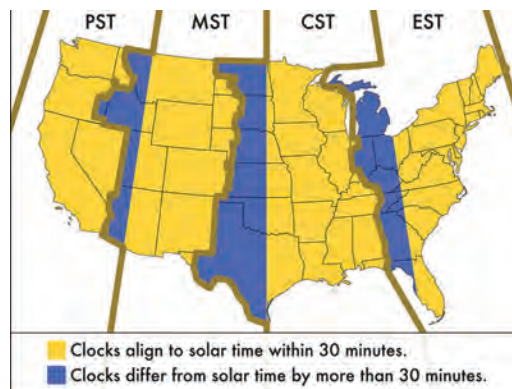 PST MST CST EST
Clocks align to solar time within 30 minutes.
Clocks differ from solar time by more than 30 minutes.